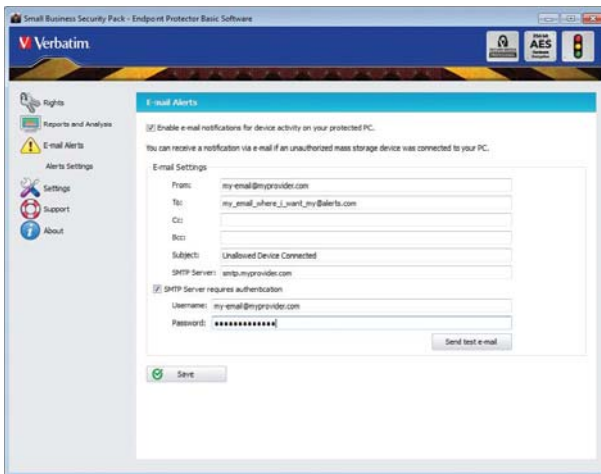 Small Business Security Pack - Endpoint Protector Basic Software
Verbatim
AES
Rights
Reports and Analysis
E-mail Alerts
Alerts Settings
Settings
Support
About
E-mail Alerts
Enable e-mail notifications for device activity on your protected PC.
You can receive a notification via e-mail if an unauthorized mass storage device was connected to your PC.
E-mail Settings
From: my-email@myprovider.com
To: my_email_where_i_want_my@alerts.com
Cc:
Bcc:
Subject: Unallowed Device Connected
SMTP Server: smtp.myprovider.com
SMTP Server requires authentication
Username: my-email@myprovider.com
Password: •••••••••••••
Send test e-mail
Save